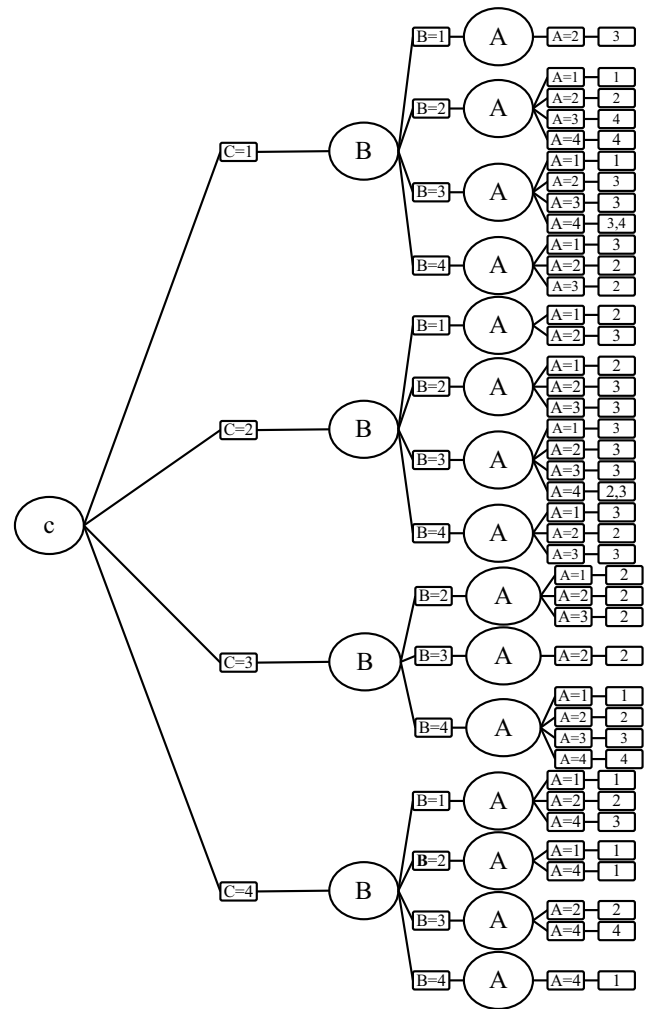 B=1 A A=2 3
A=1 1
B=2 A A=2 2
A=3 4
A=4 4
C=1 B
A=1 1
B=3 A A=2 3
A=3 3
A=4 3,4
A=1 3
B=4 A A=2 2
A=3 2
B=1 A A=1 2
A=2 3
A=1 2
B=2 A A=2 3
A=3 3
C=2 B
A=1 3
B=3 A A=2 3
A=3 3
A=4 2,3
A=1 3
B=4 A A=2 2
A=3 3
c
A=1 2
B=2 A A=2 2
A=3 2
C=3 B
B=3 A A=2 2
A=1 1
B=4 A A=2 2
A=3 3
A=4 4
A=1 1
B=1 A A=2 2
A=4 3
B=2 A A=1 1
A=4 1
C=4 B
B=3 A A=2 2
A=4 4
B=4 A A=4 1